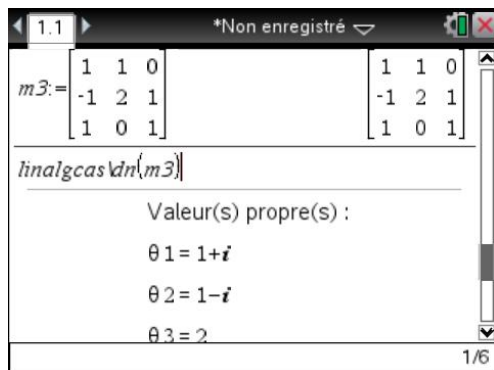 1.1 *Non enregistré
m3:=[1 1 0 -1 2 1 1 0 1] [1 1 0 -1 2 1 1 0 1]
linalgcas\dn(m3)
Valeur(s) propre(s) :
θ1=1+i
θ2=1−i
θ3=2
1/6